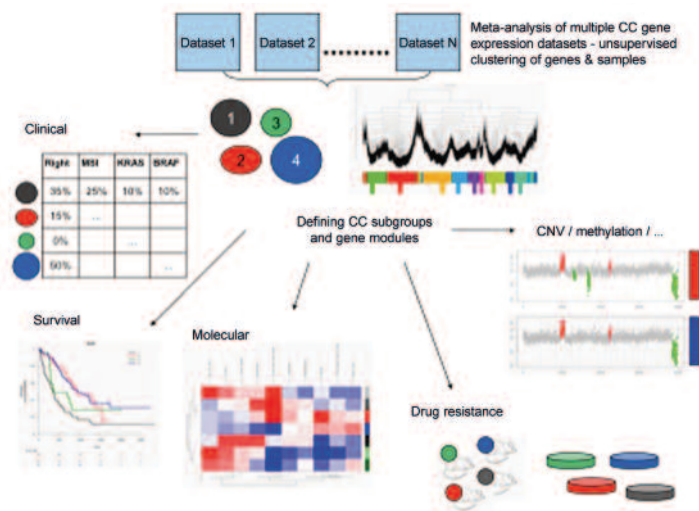 Dataset 1
Dataset 2
Dataset N
Meta-analysis of multiple CC gene
expression datasets - unsupervised
clustering of genes & samples
1
3
2
4
Clinical
Right MSI KRAS BRAF
35% 25% 10% 10%
15% ...
0% ...
50% ...
Defining CC subgroups
and gene modules
CNV / methylation / ...
Survival
Molecular
Drug resistance